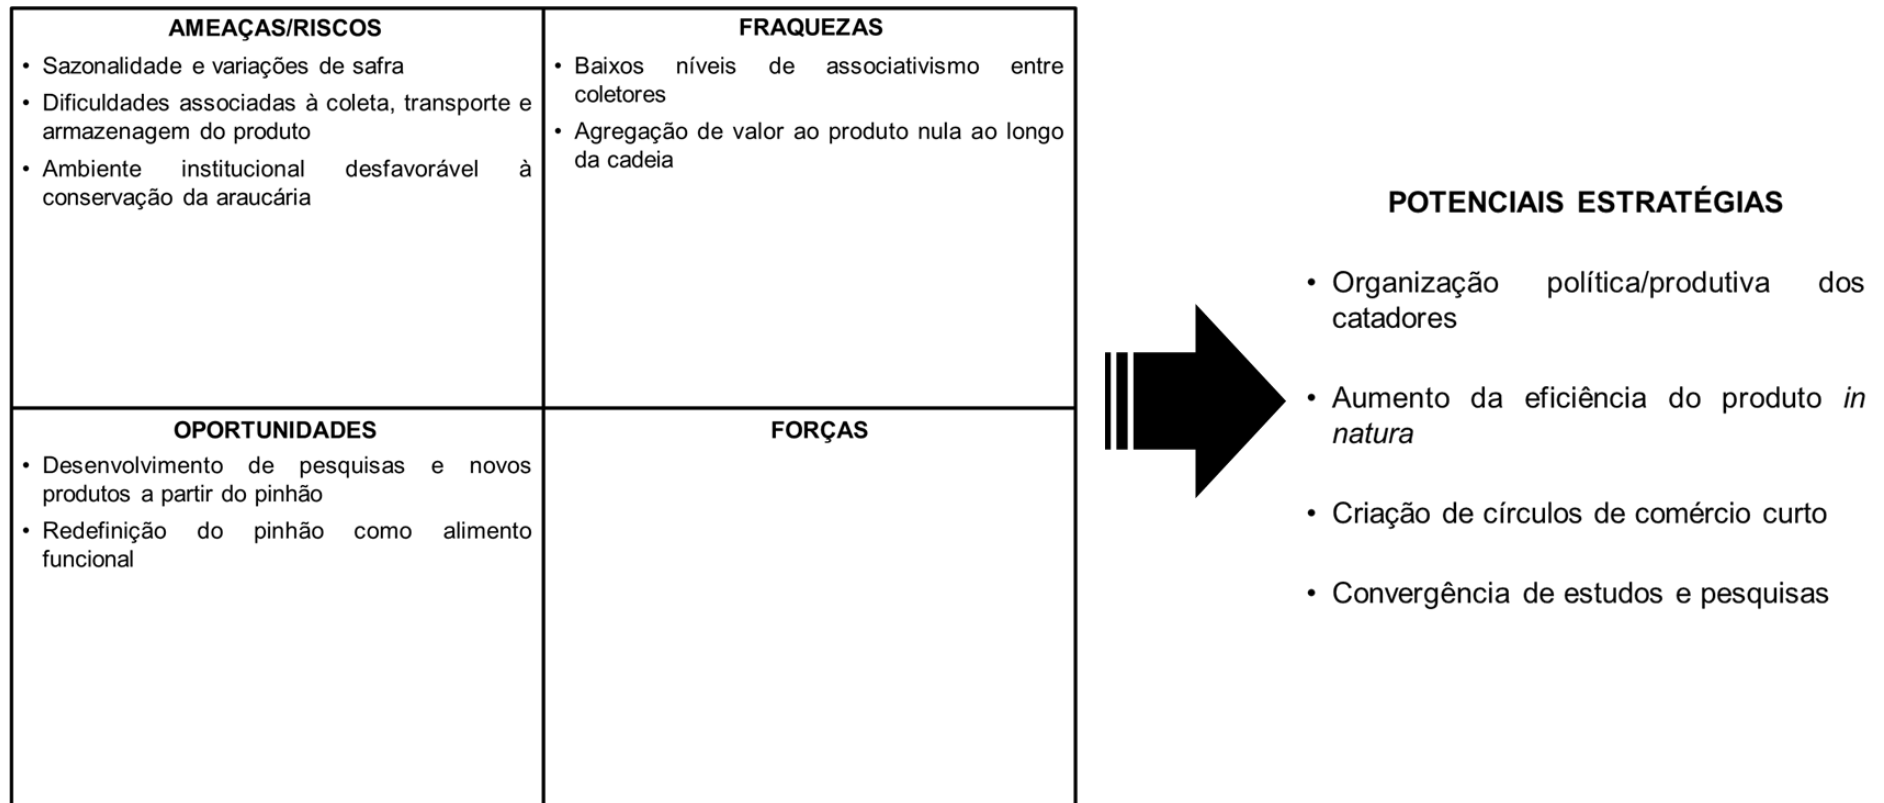 AMEAÇAS/RISCOS
• Sazonalidade e variações de safra
• Dificuldades associadas à coleta, transporte e
armazenagem do produto
• Ambiente institucional desfavorável à
conservação da araucária
FRAQUEZAS
• Baixos níveis de associativismo entre
coletores
• Agregação de valor ao produto nula ao longo
da cadeia
OPORTUNIDADES
• Desenvolvimento de pesquisas e novos
produtos a partir do pinhão
• Redefinição do pinhão como alimento
funcional
FORÇAS
POTENCIAIS ESTRATÉGIAS
• Organização política/produtiva dos
catadores
• Aumento da eficiência do produto in
natura
• Criação de círculos de comércio curto
• Convergência de estudos e pesquisas